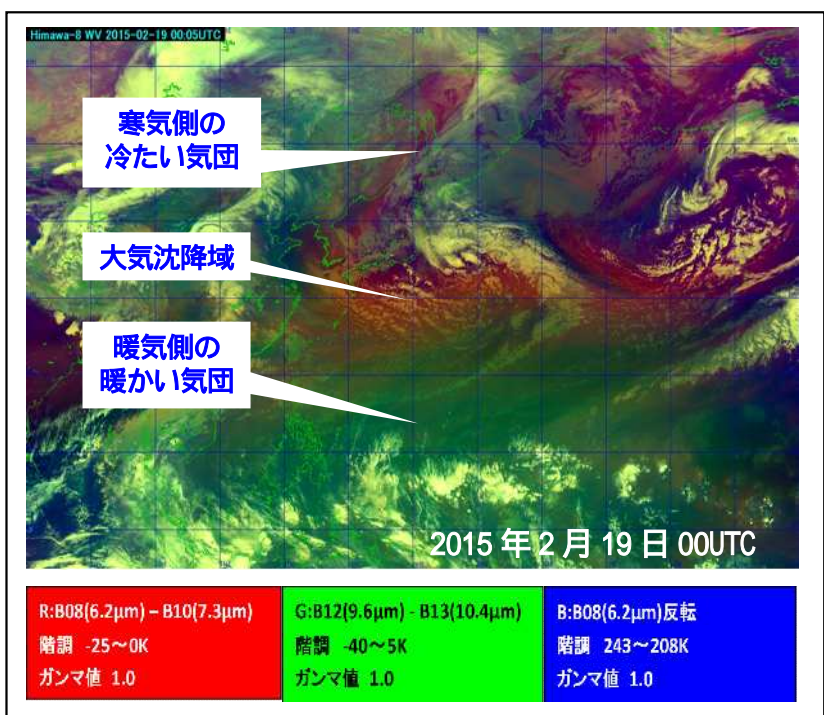 Himawa-8 WV 2015-02-19 00:05UTC
寒気側の
冷たい気団
大気沈降域
暖気側の
暖かい気団
2015 年 2 月 19 日 00UTC
R:B08(6.2μm) – B10(7.3μm)
階調 -25～0K
ガンマ値 1.0
G:B12(9.6μm) - B13(10.4μm)
階調 -40～5K
ガンマ値 1.0
B:B08(6.2μm)反転
階調 243～208K
ガンマ値 1.0